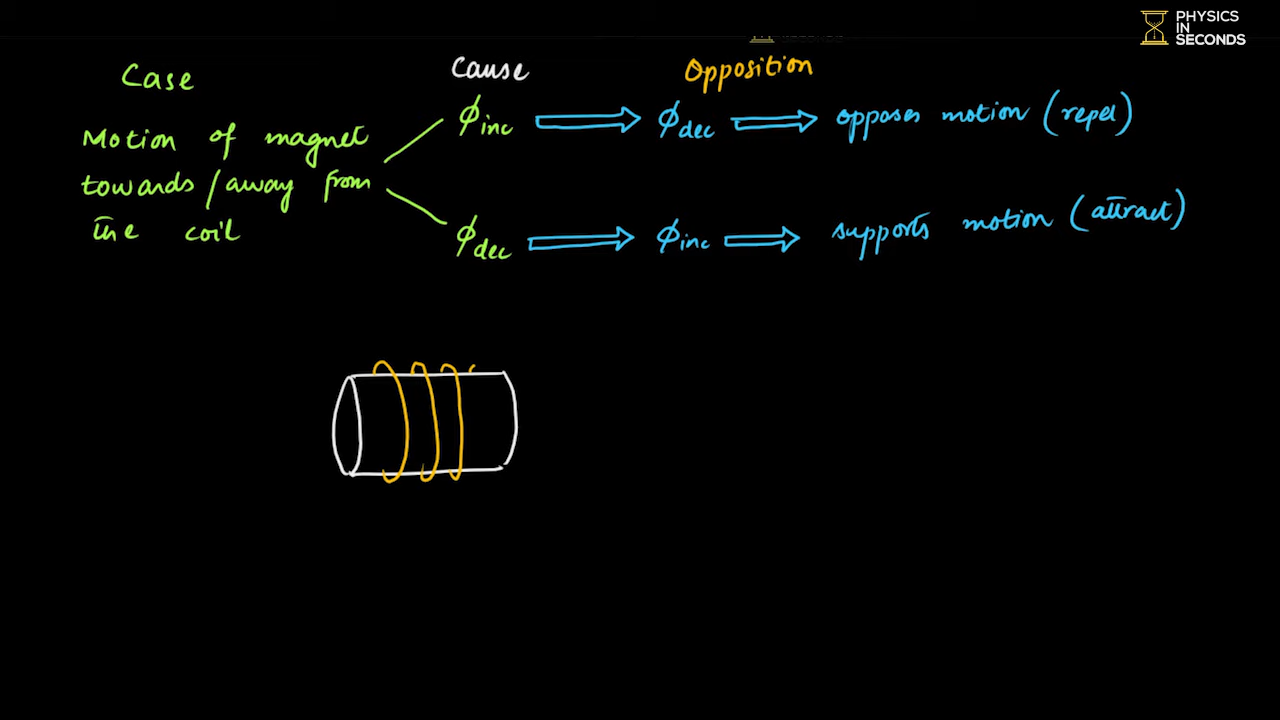 PHYSICS
IN
SECONDS
Case
Cause
Opposition
Motion of magnet
towards/away from
the coil
ϕinc
ϕdec
opposes motion (repel)
ϕdec
ϕinc
supports motion (attract)